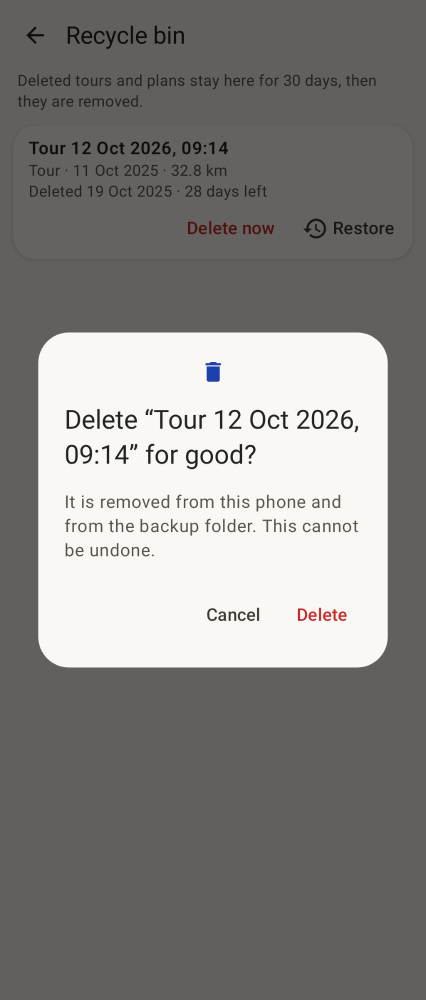 Recycle bin
Deleted tours and plans stay here for 30 days, then
they are removed.
Tour 12 Oct 2026, 09:14
Tour · 11 Oct 2025 · 32.8 km
Deleted 19 Oct 2025 · 28 days left
Delete now
Restore
Delete “Tour 12 Oct 2026,
09:14” for good?
It is removed from this phone and
from the backup folder. This cannot
be undone.
Cancel
Delete